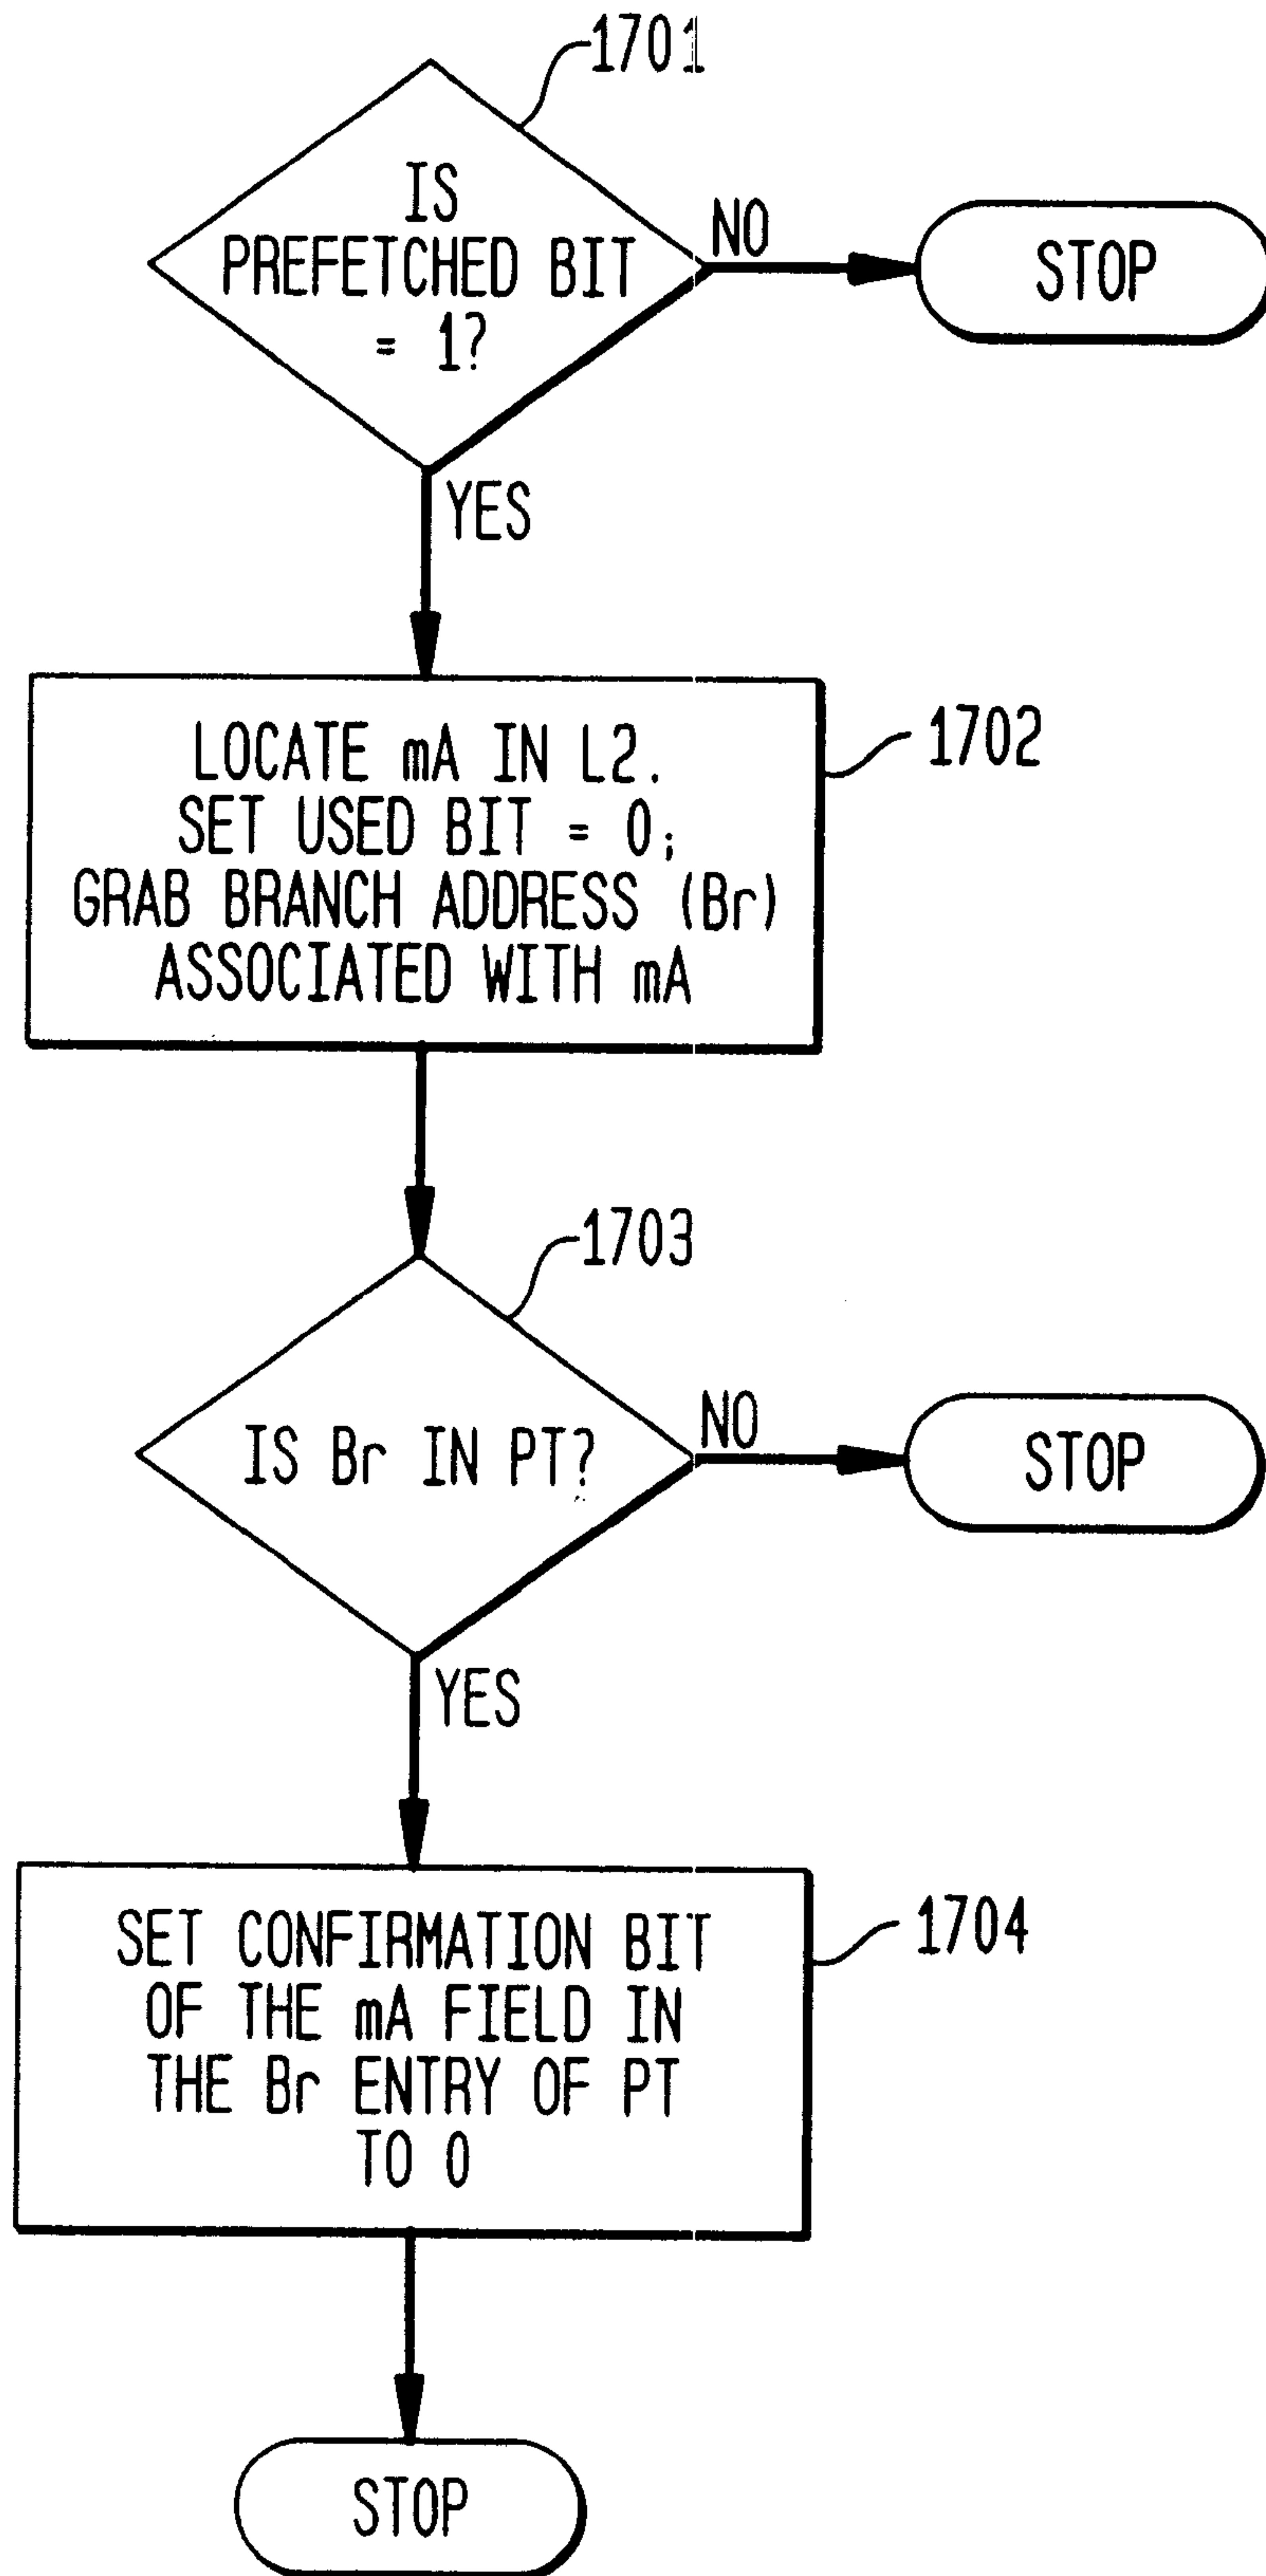 1701
IS
PREFETCHED BIT
= 1?
NO
STOP
YES
LOCATE mA IN L2.
SET USED BIT = 0;
GRAB BRANCH ADDRESS (Br)
ASSOCIATED WITH mA
1702
1703
IS Br IN PT?
NO
STOP
YES
SET CONFIRMATION BIT
OF THE mA FIELD IN
THE Br ENTRY OF PT
TO 0
1704
STOP